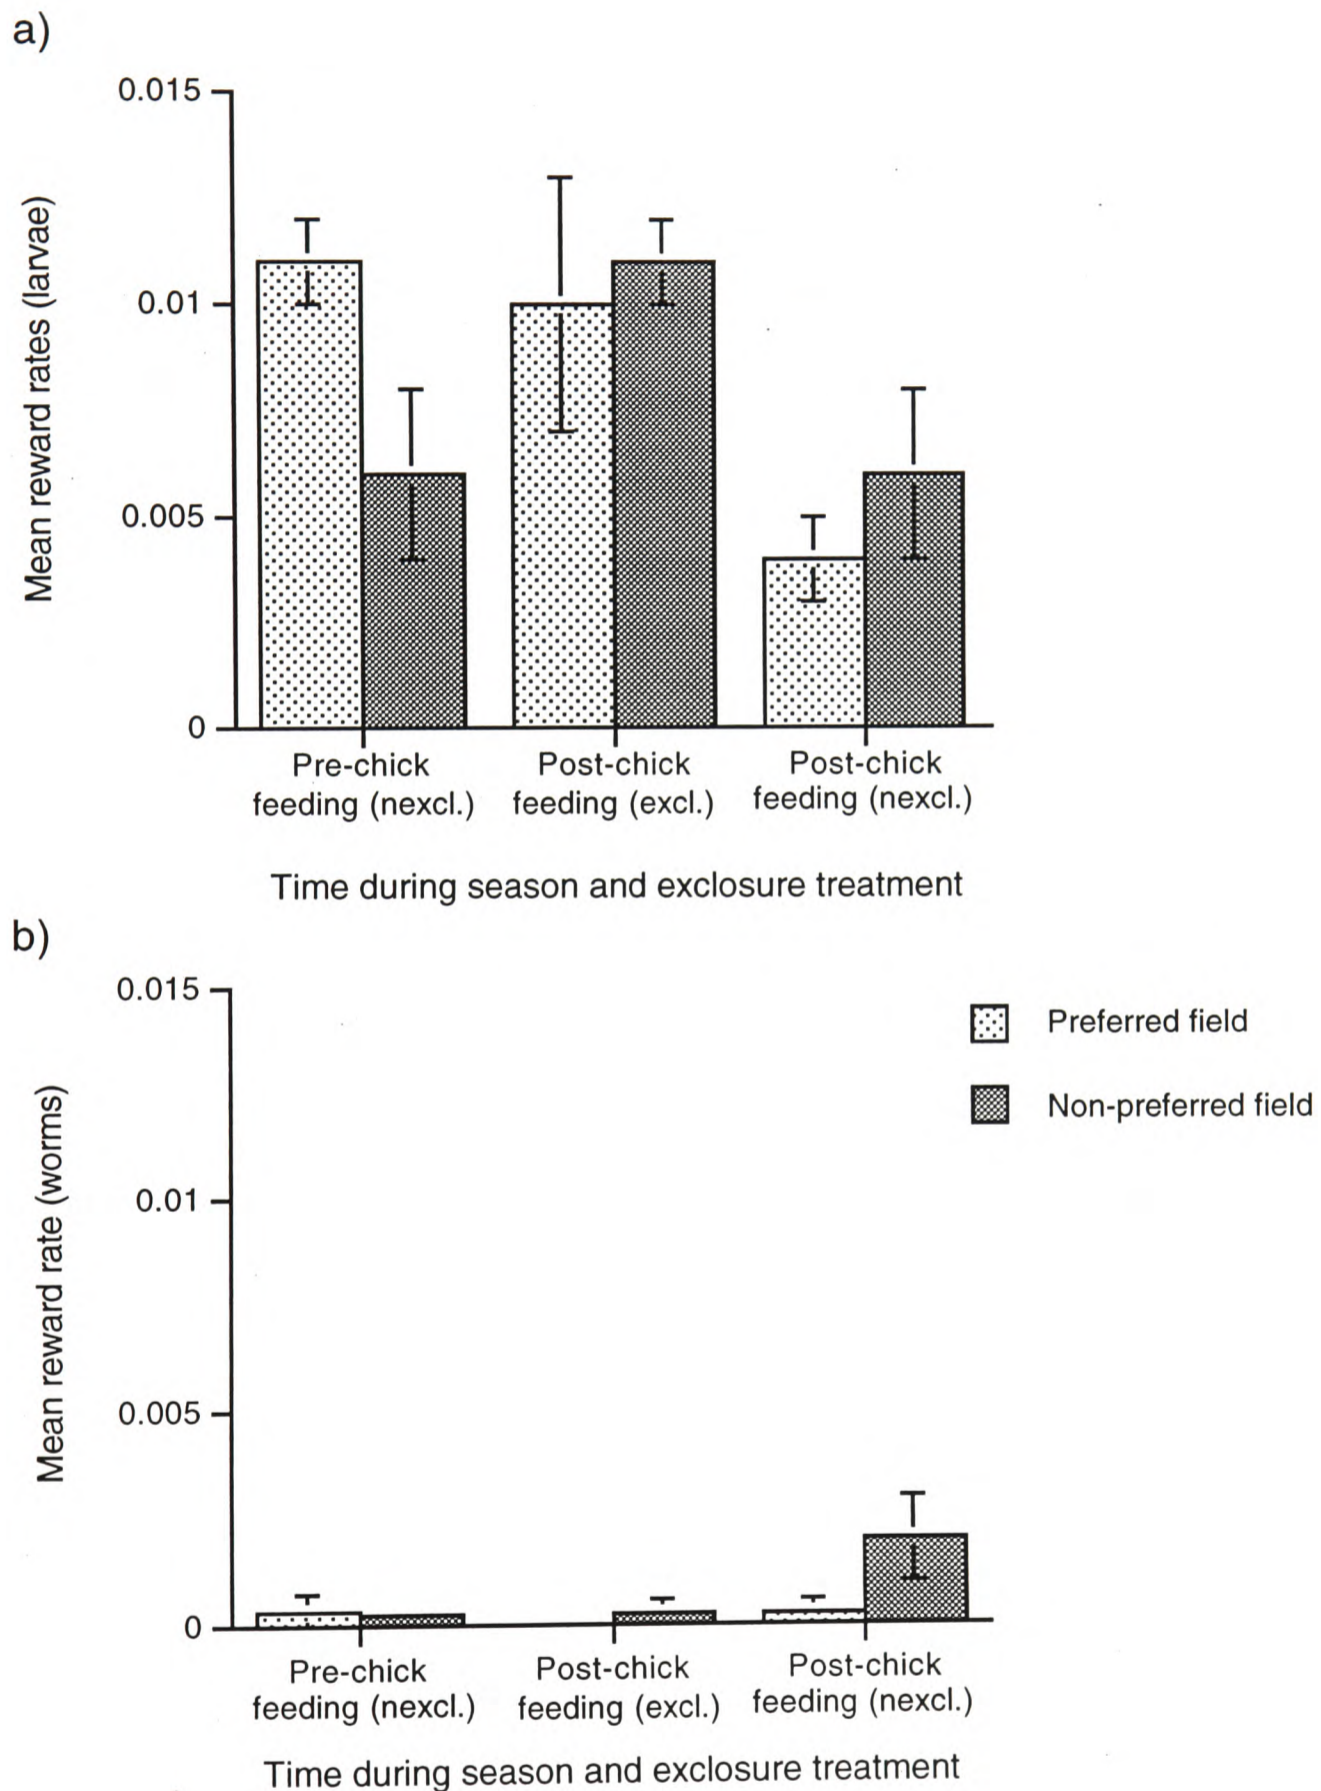 a)
Mean reward rates (larvae)
0.015
0.01
0.005
0
Pre-chick
feeding (nexcl.)
Post-chick
feeding (excl.)
Post-chick
feeding (nexcl.)
Time during season and exclosure treatment
b)
Mean reward rate (worms)
0.015
0.01
0.005
0
Preferred field
Non-preferred field
Pre-chick
feeding (nexcl.)
Post-chick
feeding (excl.)
Post-chick
feeding (nexcl.)
Time during season and exclosure treatment